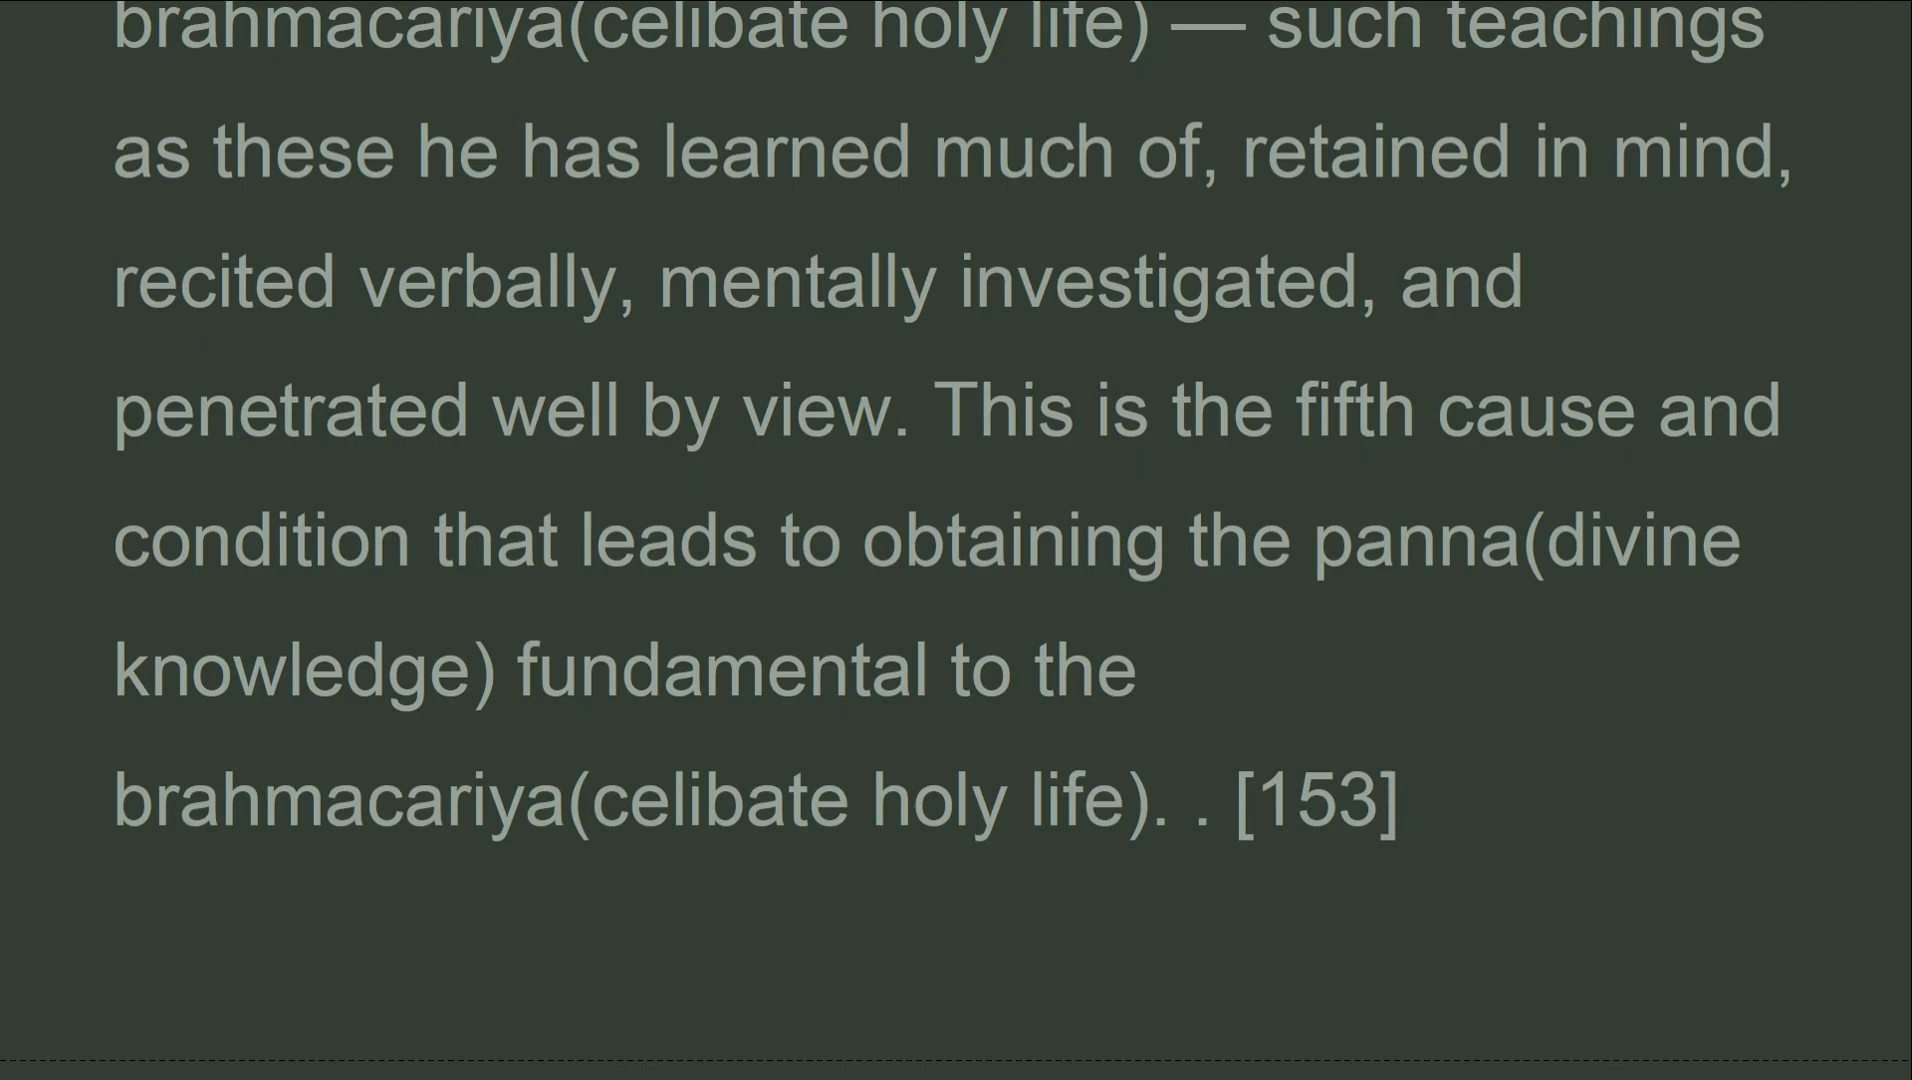 brahmacariya(celibate holy life) — such teachings
as these he has learned much of, retained in mind,
recited verbally, mentally investigated, and
penetrated well by view. This is the fifth cause and
condition that leads to obtaining the panna(divine
knowledge) fundamental to the
brahmacariya(celibate holy life). . [153]